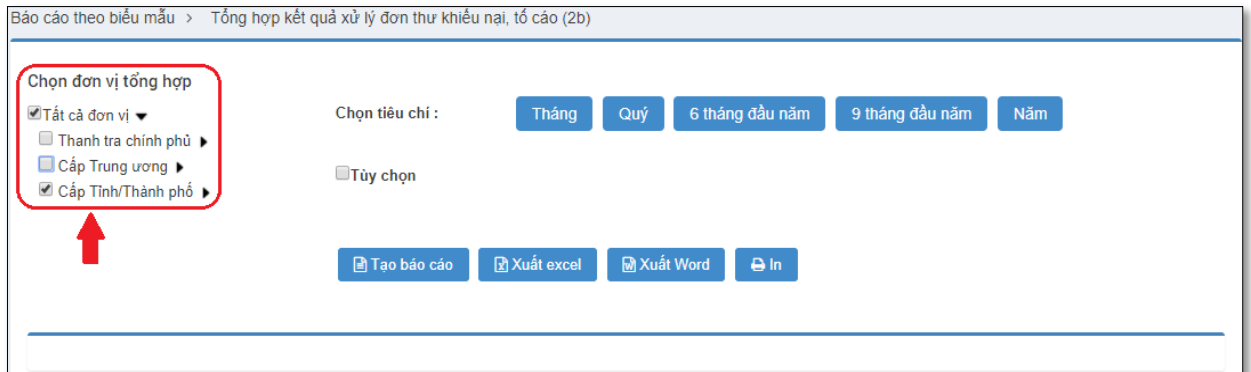 Báo cáo theo biểu mẫu > Tổng hợp kết quả xử lý đơn thư khiếu nại, tố cáo (2b)
Chọn đơn vị tổng hợp
Tất cả đơn vị
Thanh tra chính phủ
Cấp Trung ương
Cấp Tỉnh/Thành phố
Chọn tiêu chí : Tháng Quý 6 tháng đầu năm 9 tháng đầu năm Năm
Tùy chọn
Tạo báo cáo Xuất excel Xuất Word In